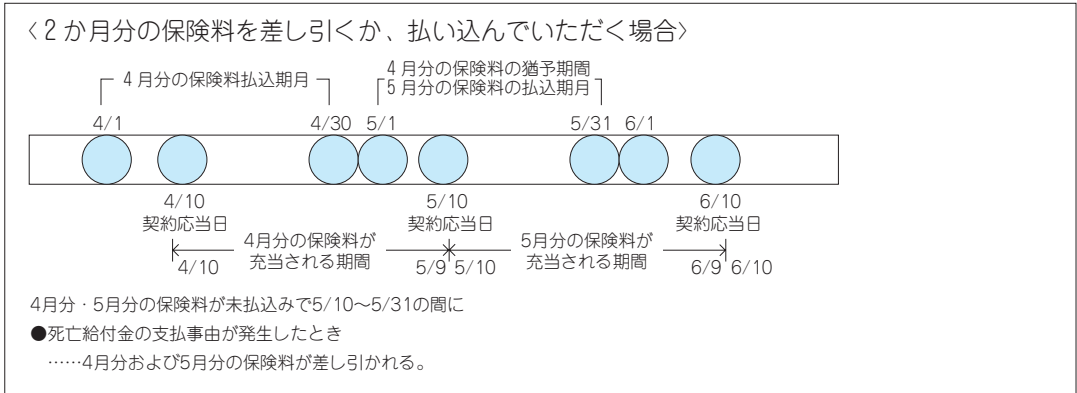 〈2か月分の保険料を差し引くか、払い込んでいただく場合〉
4月分の保険料払込期月
4月分の保険料の猶予期間
5月分の保険料の払込期月
4/1 4/30 5/1 5/31 6/1
4/10 5/10 6/10
契約応当日 契約応当日 契約応当日
4月分の保険料が 5月分の保険料が
充当される期間 充当される期間
4/10 5/9 5/10 6/9 6/10
4月分・5月分の保険料が未払込みで5/10〜5/31の間に
●死亡給付金の支払事由が発生したとき
……4月分および5月分の保険料が差し引かれる。